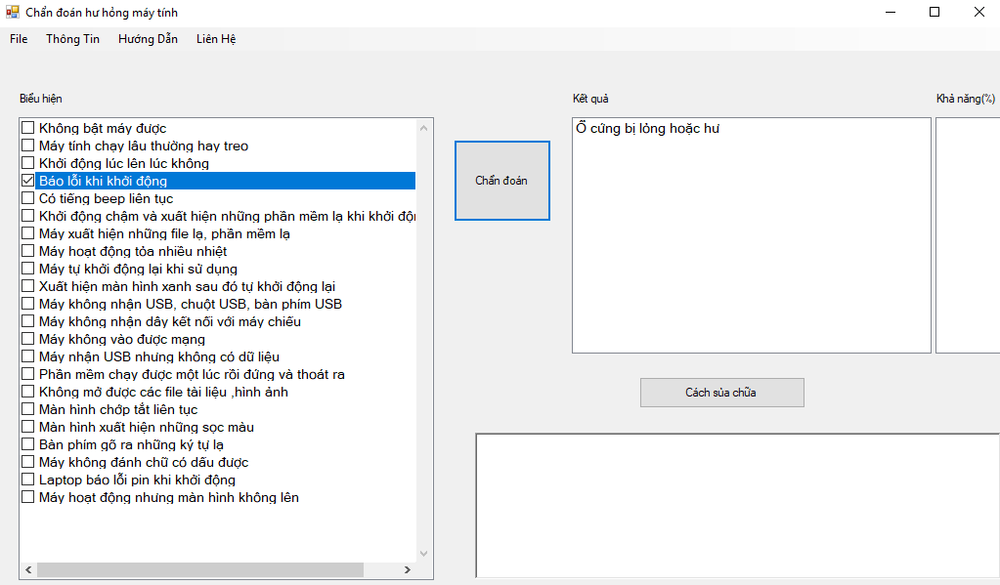 Chẩn đoán hư hỏng máy tính
File Thông Tin Hướng Dẫn Liên Hệ
Biểu hiện
Không bật máy được
Máy tính chạy lâu thường hay treo
Khởi động lúc lên lúc không
Báo lỗi khi khởi động
Có tiếng beep liên tục
Khởi động chậm và xuất hiện những phần mềm lạ khi khởi độn
Máy xuất hiện những file lạ, phần mềm lạ
Máy hoạt động tỏa nhiều nhiệt
Máy tự khởi động lại khi sử dụng
Xuất hiện màn hình xanh sau đó tự khởi động lại
Máy không nhận USB, chuột USB, bàn phím USB
Máy không nhận dây kết nối với máy chiếu
Máy không vào được mạng
Máy nhận USB nhưng không có dữ liệu
Phần mềm chạy được một lúc rồi đứng và thoát ra
Không mở được các file tài liệu ,hình ảnh
Màn hình chớp tắt liên tục
Màn hình xuất hiện những sọc màu
Bàn phím gõ ra những ký tự lạ
Máy không đánh chữ có dấu được
Laptop báo lỗi pin khi khởi động
Máy hoạt động nhưng màn hình không lên
Chẩn đoán
Kết quả
Ổ cứng bị lỏng hoặc hư
Khả năng(%)
Cách sủa chữa